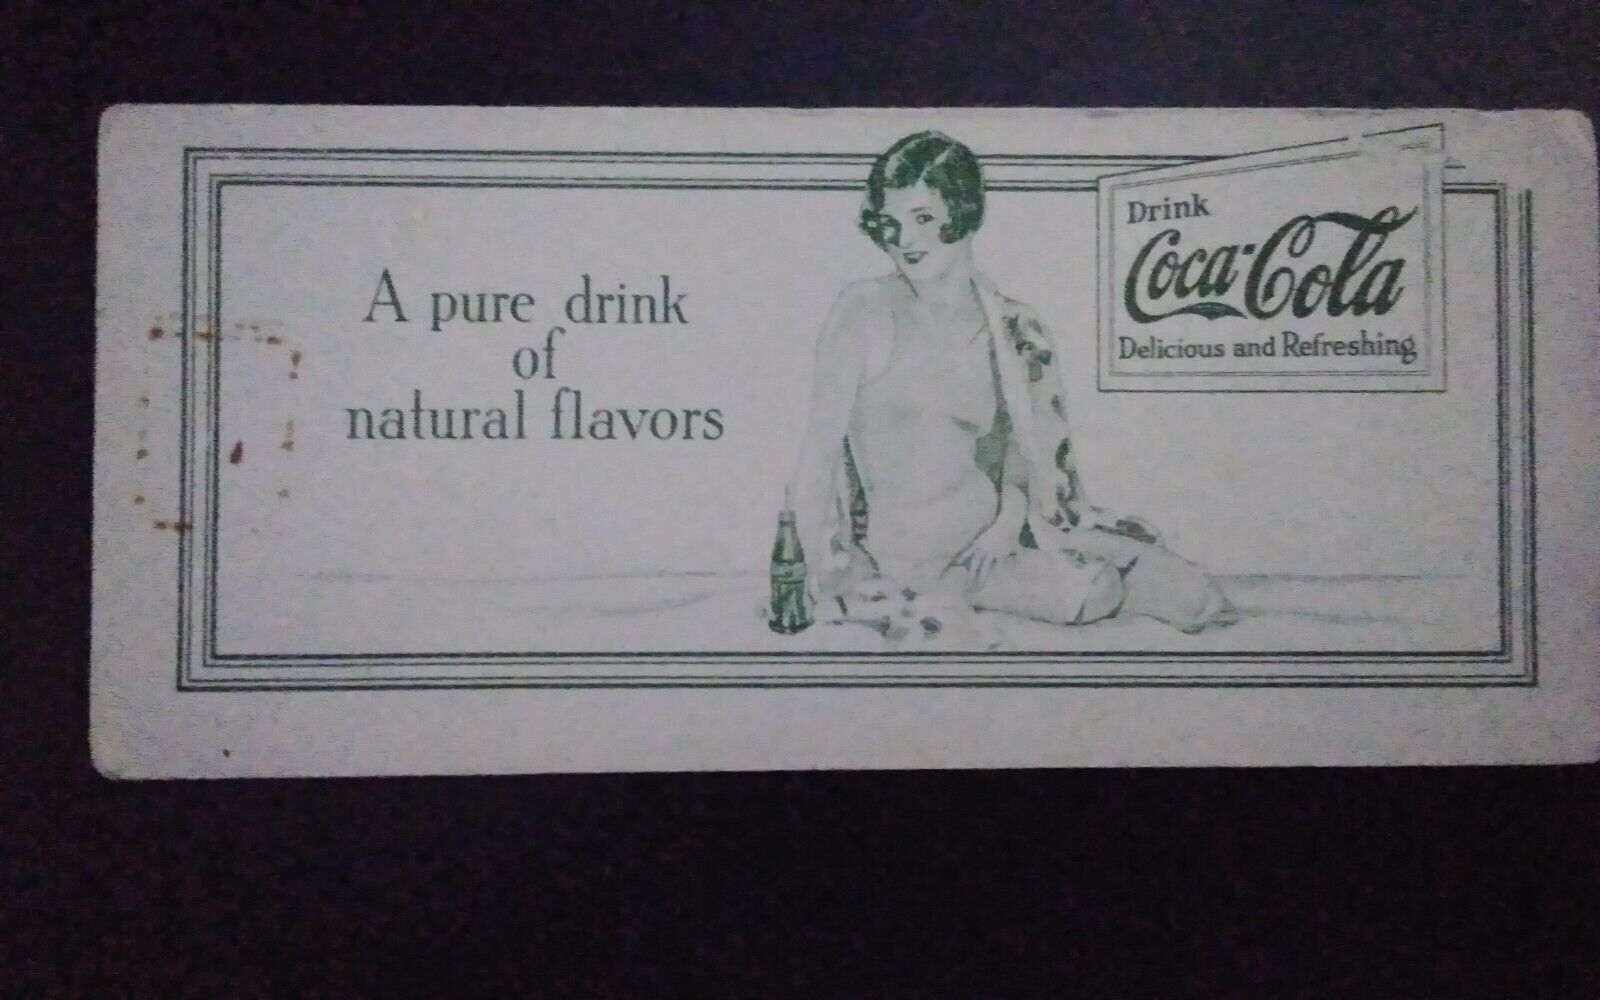 A pure drink
of
natural flavors
Drink
Coca-Cola
Delicious and Refreshing